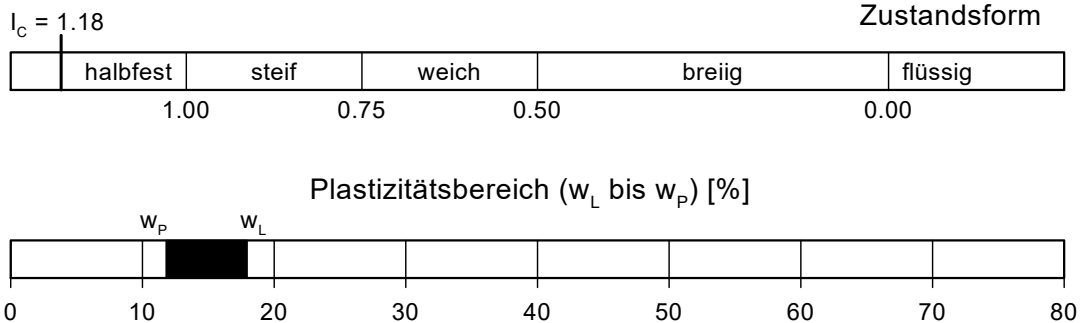 I_C = 1.18
Zustandsform
halbfest steif weich breiig flüssig
1.00 0.75 0.50 0.00
Plastizitätsbereich (w_L bis w_P) [%]
w_P w_L
0 10 20 30 40 50 60 70 80